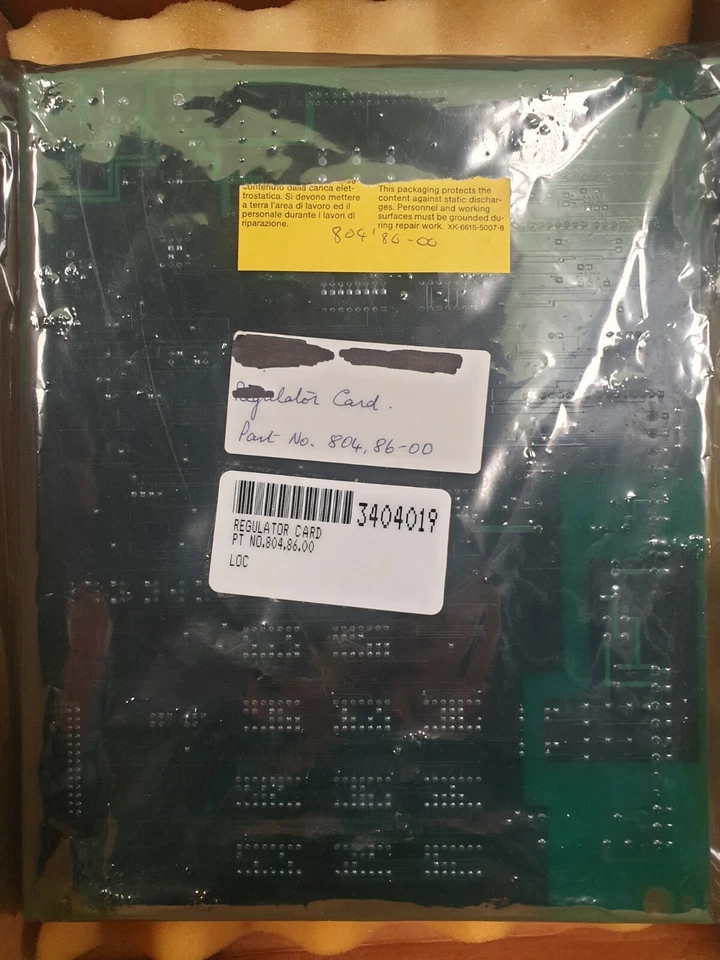 contenuto dalla carica elet-
trostatica. Si devono mettere
a terra l'area di lavoro ed il
personale durante i lavori di
riparazione.
This packaging protects the
content against static dischar-
ges. Personnel and working
surfaces must be grounded du-
ring repair work. XK-6615-5007-8
804'86-00
Regulator Card.
Part No. 804,86-00
3404019
REGULATOR CARD
PT NO.804.86.00
LOC